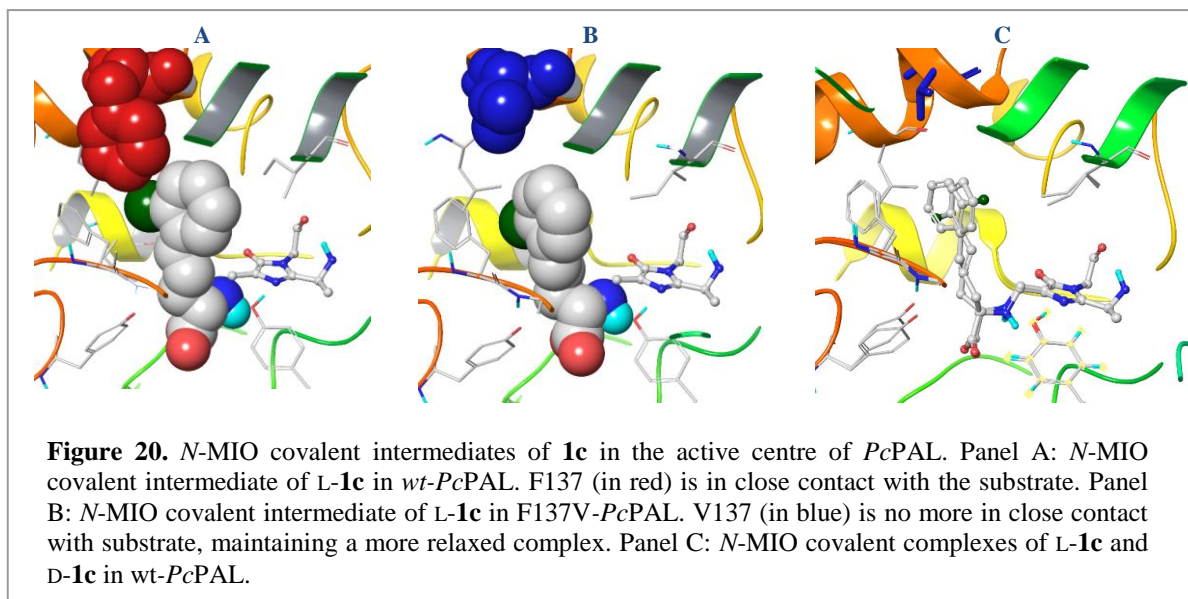 A B C
Figure 20. N-MIO covalent intermediates of 1c in the active centre of PcPAL. Panel A: N-MIO
covalent intermediate of L-1c in wt-PcPAL. F137 (in red) is in close contact with the substrate. Panel
B: N-MIO covalent intermediate of L-1c in F137V-PcPAL. V137 (in blue) is no more in close contact
with substrate, maintaining a more relaxed complex. Panel C: N-MIO covalent complexes of L-1c and
D-1c in wt-PcPAL.